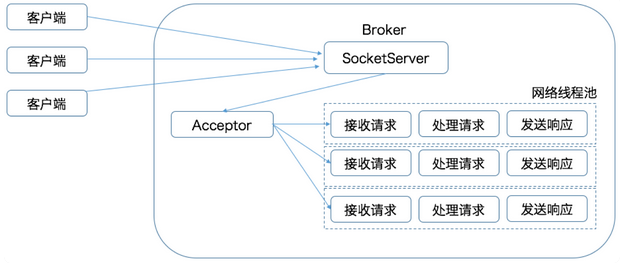 客户端
客户端
客户端
Broker
SocketServer
网络线程池
Acceptor
接收请求 处理请求 发送响应
接收请求 处理请求 发送响应
接收请求 处理请求 发送响应